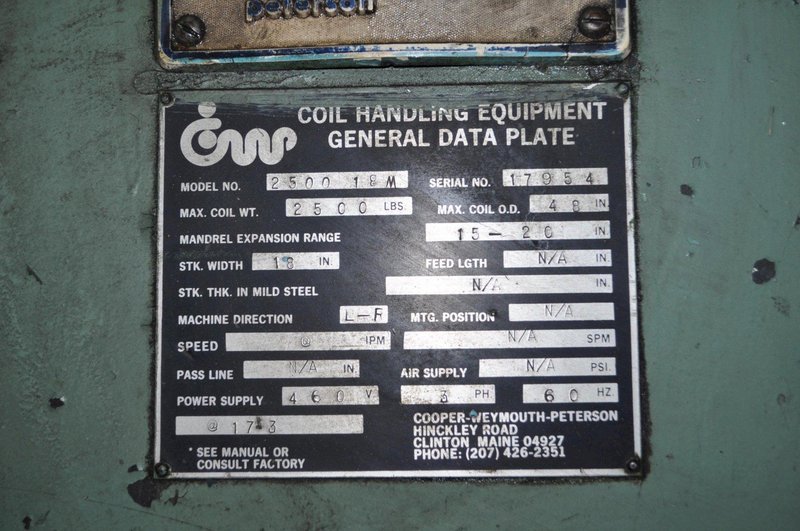 peterson
cwp
COIL HANDLING EQUIPMENT
GENERAL DATA PLATE
MODEL NO. 2500 18M SERIAL NO. 17954
MAX. COIL WT. 2500 LBS. MAX. COIL O.D. 48 IN.
MANDREL EXPANSION RANGE 15-20 IN.
STK. WIDTH 18 IN. FEED LGTH N/A IN.
STK. THK. IN MILD STEEL N/A IN.
MACHINE DIRECTION L-R MTG. POSITION N/A
SPEED @ IPM N/A SPM
PASS LINE N/A IN. AIR SUPPLY N/A PSI.
POWER SUPPLY 460 V 3 PH 60 HZ.
@ 17-3
* SEE MANUAL OR
CONSULT FACTORY
COOPER-WEYMOUTH-PETERSON
HINCKLEY ROAD
CLINTON, MAINE 04927
PHONE: (207) 426-2351